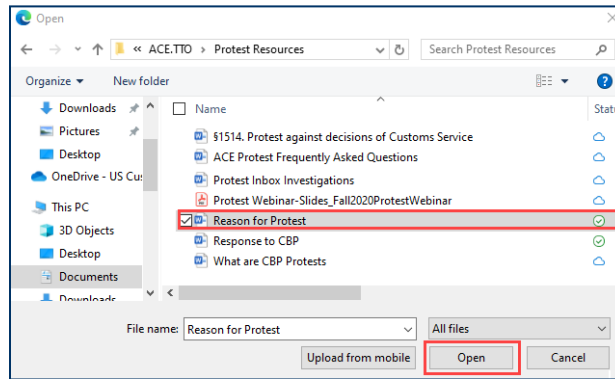 Open
« ACE.TTO > Protest Resources
Search Protest Resources
Organize
New folder
?
Downloads
Pictures
Desktop
OneDrive - US Cu
This PC
3D Objects
Desktop
Documents
Downloads
Name
Stat
§1514. Protest against decisions of Customs Service
ACE Protest Frequently Asked Questions
Protest Inbox Investigations
Protest Webinar-Slides_Fall2020ProtestWebinar
Reason for Protest
Response to CBP
What are CBP Protests
File name: Reason for Protest
All files
Upload from mobile
Open
Cancel